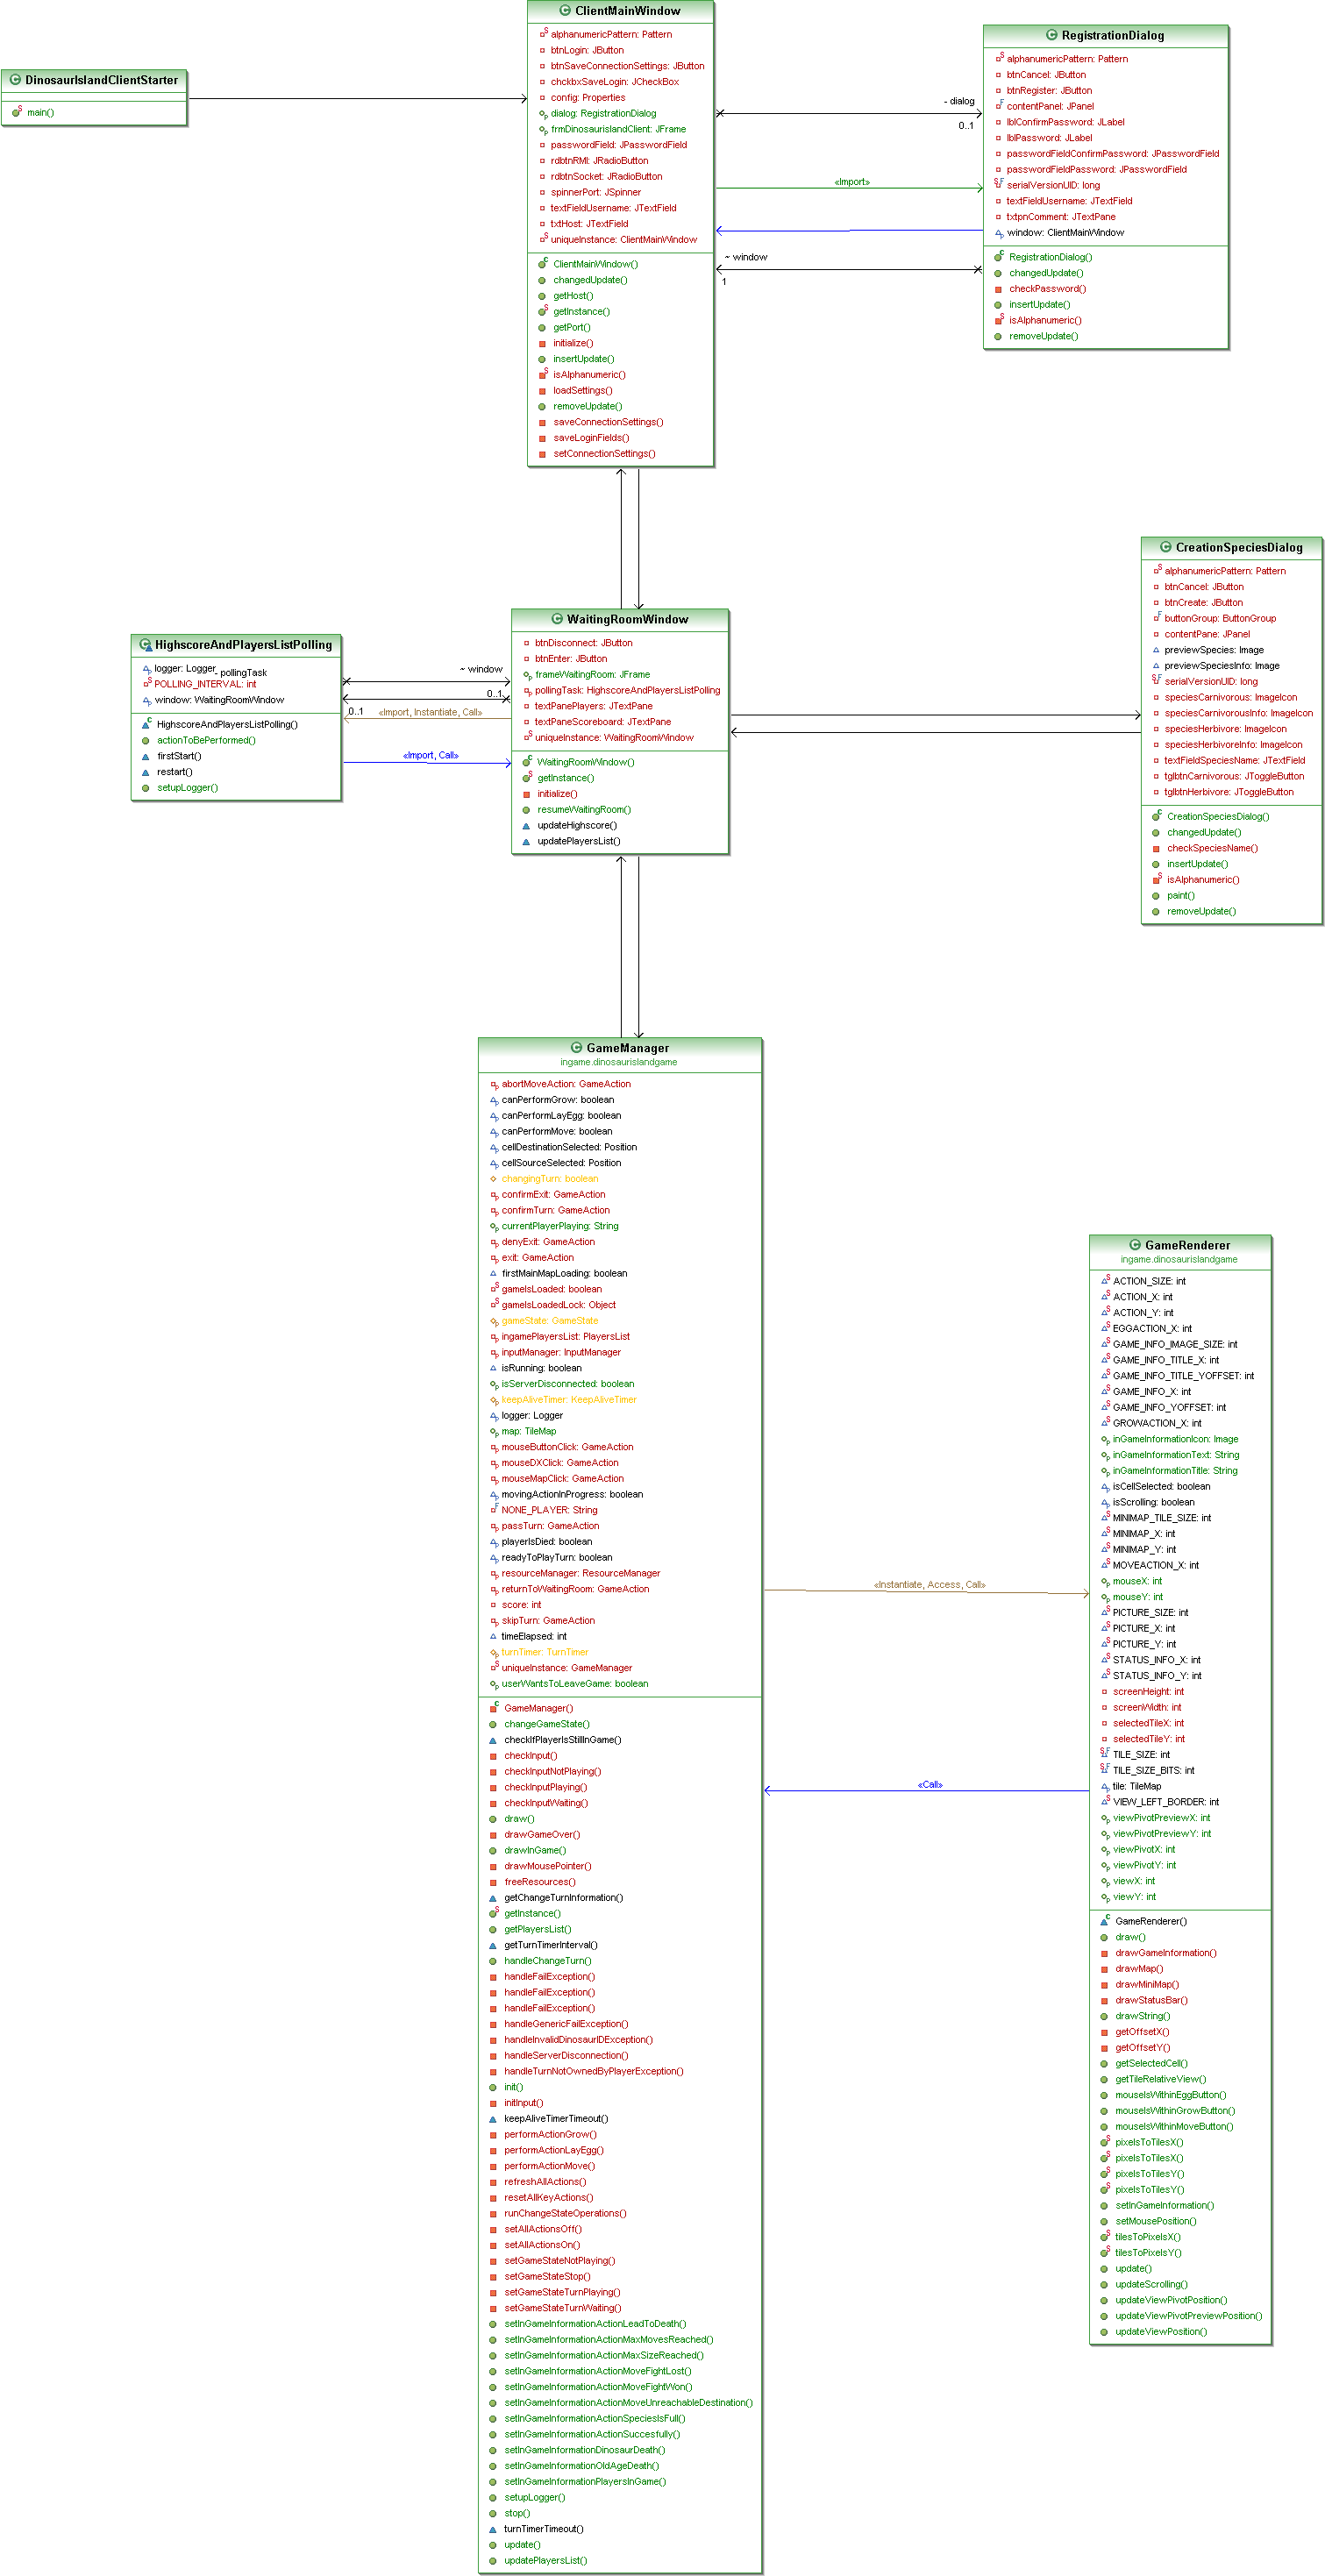 ClientMainWindow
alphanumericPattern: Pattern
btnLogin: JButton
btnSaveConnectionSettings: JButton
chckbxSaveLogin: JCheckBox
config: Properties
dialog: RegistrationDialog
frmDinosaurislandClient: JFrame
passwordField: JPasswordField
rdbtnRMI: JRadioButton
rdbtnSocket: JRadioButton
spinnerPort: JSpinner
textFieldUsername: JTextField
txtHost: JTextField
uniqueInstance: ClientMainWindow
ClientMainWindow()
changedUpdate()
getHost()
getInstance()
getPort()
initialize()
insertUpdate()
isAlphanumeric()
loadSettings()
removeUpdate()
saveConnectionSettings()
saveLoginFields()
setConnectionSettings()
RegistrationDialog
alphanumericPattern: Pattern
btnCancel: JButton
btnRegister: JButton
contentPanel: JPanel
lblConfirmPassword: JLabel
lblPassword: JLabel
passwordFieldConfirmPassword: JPasswordField
passwordFieldPassword: JPasswordField
serialVersionUID: long
textFieldUsername: JTextField
txtpnComment: JTextPane
window: ClientMainWindow
RegistrationDialog()
changedUpdate()
checkPassword()
insertUpdate()
isAlphanumeric()
removeUpdate()
DinosaurIslandClientStarter
main()
- dialog
0..1
«Import»
~ window
1
CreationSpeciesDialog
alphanumericPattern: Pattern
btnCancel: JButton
btnCreate: JButton
buttonGroup: ButtonGroup
contentPane: JPanel
previewSpecies: Image
previewSpeciesInfo: Image
serialVersionUID: long
speciesCarnivorous: ImageIcon
speciesCarnivorousInfo: ImageIcon
speciesHerbivore: ImageIcon
speciesHerbivoreInfo: ImageIcon
textFieldSpeciesName: JTextField
tglbtnCarnivorous: JToggleButton
tglbtnHerbivore: JToggleButton
CreationSpeciesDialog()
changedUpdate()
checkSpeciesName()
insertUpdate()
isAlphanumeric()
paint()
removeUpdate()
WaitingRoomWindow
btnDisconnect: JButton
btnEnter: JButton
frameWaitingRoom: JFrame
pollingTask: HighscoreAndPlayersListPolling
textPanePlayers: JTextPane
textPaneScoreboard: JTextPane
uniqueInstance: WaitingRoomWindow
WaitingRoomWindow()
getInstance()
initialize()
resumeWaitingRoom()
updateHighscore()
updatePlayersList()
HighscoreAndPlayersListPolling
logger: Logger
- pollingTask
POLLING_INTERVAL: int
window: WaitingRoomWindow
HighscoreAndPlayersListPolling()
actionToBePerformed()
firstStart()
restart()
setupLogger()
~ window
0..1
0..1
«Import, Instantiate, Call»
«Import, Call»
GameManager
ingame.dinosaurislandgame
abortMoveAction: GameAction
canPerformGrow: boolean
canPerformLayEgg: boolean
canPerformMove: boolean
cellDestinationSelected: Position
cellSourceSelected: Position
changingTurn: boolean
confirmExit: GameAction
confirmTurn: GameAction
currentPlayerPlaying: String
denyExit: GameAction
exit: GameAction
firstMainMapLoading: boolean
gameIsLoaded: boolean
gameIsLoadedLock: Object
gameState: GameState
ingamePlayersList: PlayersList
inputManager: InputManager
isRunning: boolean
isServerDisconnected: boolean
keepAliveTimer: KeepAliveTimer
logger: Logger
map: TileMap
mouseButtonClick: GameAction
mouseDXClick: GameAction
mouseMapClick: GameAction
movingActionInProgress: boolean
NONE_PLAYER: String
passTurn: GameAction
playerIsDied: boolean
readyToPlayTurn: boolean
resourceManager: ResourceManager
returnToWaitingRoom: GameAction
score: int
skipTurn: GameAction
timeElapsed: int
turnTimer: TurnTimer
uniqueInstance: GameManager
userWantsToLeaveGame: boolean
GameManager()
changeGameState()
checkIfPlayerIsStillInGame()
checkInput()
checkInputNotPlaying()
checkInputPlaying()
checkInputWaiting()
draw()
drawGameOver()
drawInGame()
drawMousePointer()
freeResources()
getChangeTurnInformation()
getInstance()
getPlayersList()
getTurnTimerInterval()
handleChangeTurn()
handleFailException()
handleFailException()
handleFailException()
handleGenericFailException()
handleInvalidDinosaurIDException()
handleServerDisconnection()
handleTurnNotOwnedByPlayerException()
init()
initInput()
keepAliveTimerTimeout()
performActionGrow()
performActionLayEgg()
performActionMove()
refreshAllActions()
resetAllKeyActions()
runChangeStateOperations()
setAllActionsOff()
setAllActionsOn()
setGameStateNotPlaying()
setGameStateStop()
setGameStateTurnPlaying()
setGameStateTurnWaiting()
setInGameInformationActionLeadToDeath()
setInGameInformationActionMaxMovesReached()
setInGameInformationActionMaxSizeReached()
setInGameInformationActionMoveFightLost()
setInGameInformationActionMoveFightWon()
setInGameInformationActionMoveUnreachableDestination()
setInGameInformationActionSpeciesIsFull()
setInGameInformationActionSuccesfully()
setInGameInformationDinosaurDeath()
setInGameInformationOldAgeDeath()
setInGameInformationPlayersInGame()
setupLogger()
stop()
turnTimerTimeout()
update()
updatePlayersList()
«Instantiate, Access, Call»
«Call»
GameRenderer
ingame.dinosaurislandgame
ACTION_SIZE: int
ACTION_X: int
ACTION_Y: int
EGGACTION_X: int
GAME_INFO_IMAGE_SIZE: int
GAME_INFO_TITLE_X: int
GAME_INFO_TITLE_YOFFSET: int
GAME_INFO_X: int
GAME_INFO_YOFFSET: int
GROWACTION_X: int
inGameInformationIcon: Image
inGameInformationText: String
inGameInformationTitle: String
isCellSelected: boolean
isScrolling: boolean
MINIMAP_TILE_SIZE: int
MINIMAP_X: int
MINIMAP_Y: int
MOVEACTION_X: int
mouseX: int
mouseY: int
PICTURE_SIZE: int
PICTURE_X: int
PICTURE_Y: int
STATUS_INFO_X: int
STATUS_INFO_Y: int
screenHeight: int
screenWidth: int
selectedTileX: int
selectedTileY: int
TILE_SIZE: int
TILE_SIZE_BITS: int
tile: TileMap
VIEW_LEFT_BORDER: int
viewPivotPreviewX: int
viewPivotPreviewY: int
viewPivotX: int
viewPivotY: int
viewX: int
viewY: int
GameRenderer()
draw()
drawGameInformation()
drawMap()
drawMiniMap()
drawStatusBar()
drawString()
getOffsetX()
getOffsetY()
getSelectedCell()
getTileRelativeView()
mouseIsWithinEggButton()
mouseIsWithinGrowButton()
mouseIsWithinMoveButton()
pixelsToTilesX()
pixelsToTilesX()
pixelsToTilesY()
pixelsToTilesY()
setInGameInformation()
setMousePosition()
tilesToPixelsX()
tilesToPixelsY()
update()
updateScrolling()
updateViewPivotPosition()
updateViewPivotPreviewPosition()
updateViewPosition()